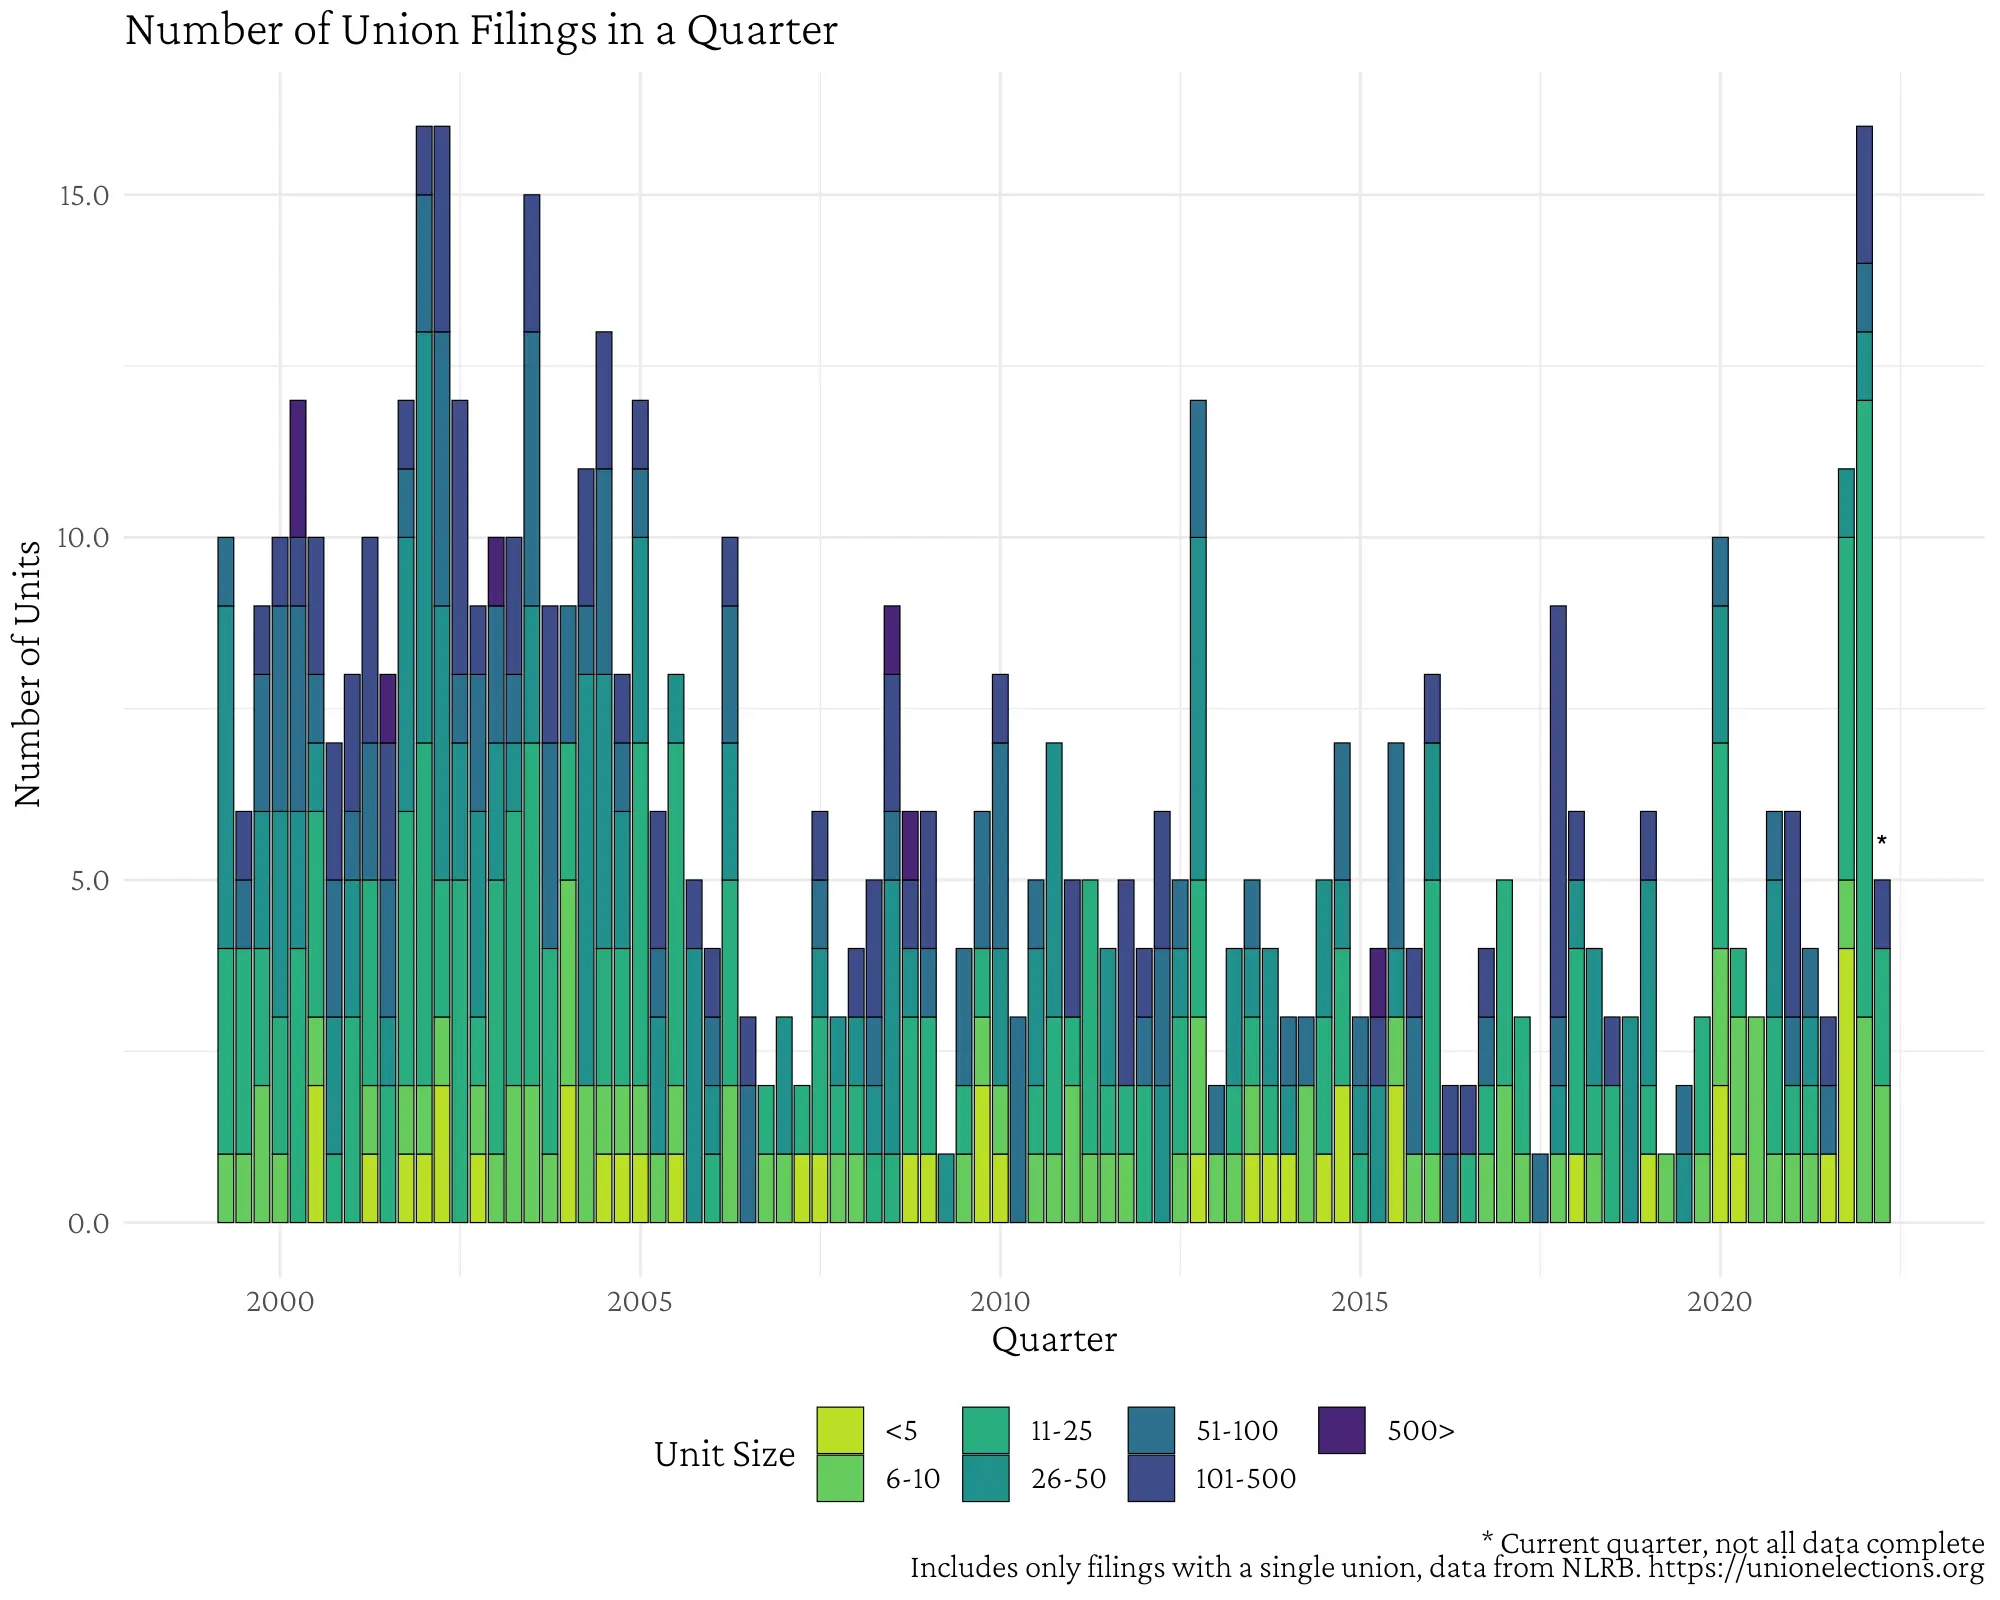 Number of Union Filings in a Quarter
Number of Units
15.0
10.0
5.0
0.0
*
2000 2005 2010 2015 2020
Quarter
Unit Size
<5 11-25 51-100 500>
6-10 26-50 101-500
* Current quarter, not all data complete
Includes only filings with a single union, data from NLRB. https://unionelections.org